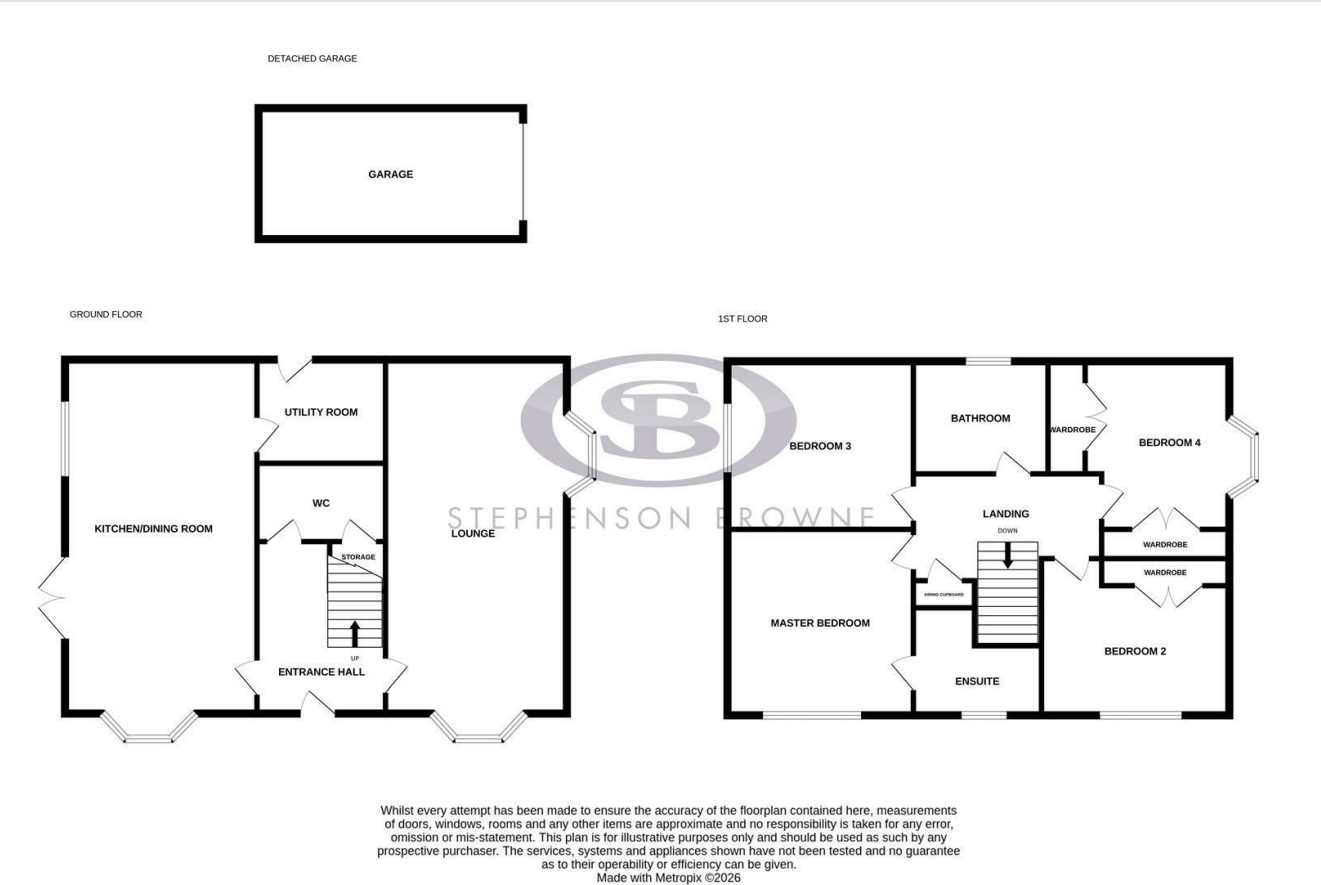 DETACHED GARAGE
GARAGE
GROUND FLOOR
1ST FLOOR
UTILITY ROOM
WC
KITCHEN/DINING ROOM
STORAGE
LOUNGE
UP
ENTRANCE HALL
BEDROOM 3
BATHROOM
WARDROBE
BEDROOM 4
LANDING
DOWN
WARDROBE
WARDROBE
AIRING CUPBOARD
MASTER BEDROOM
BEDROOM 2
ENSUITE
SB
STEPHENSON BROWNE
Whilst every attempt has been made to ensure the accuracy of the floorplan contained here, measurements
of doors, windows, rooms and any other items are approximate and no responsibility is taken for any error,
omission or mis-statement. This plan is for illustrative purposes only and should be used as such by any
prospective purchaser. The services, systems and appliances shown have not been tested and no guarantee
as to their operability or efficiency can be given.
Made with Metropix ©2026